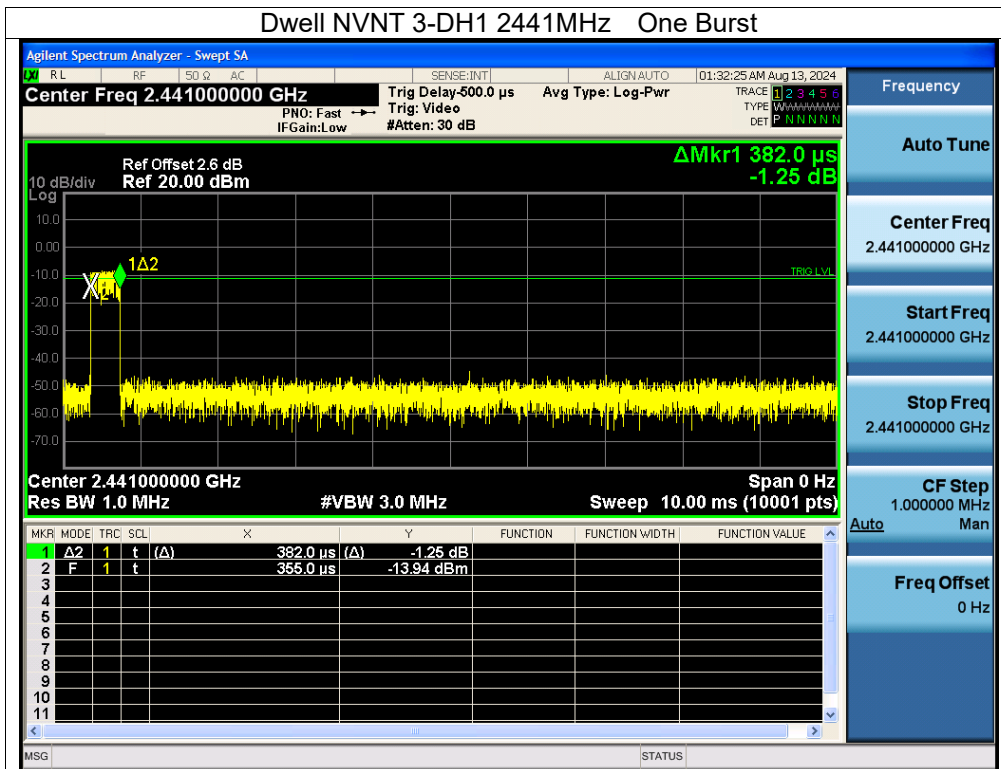 Dwell NVNT 3-DH1 2441MHz One Burst
Agilent Spectrum Analyzer - Swept SA
LXI RL RF 50 Ω AC SENSE:INT ALIGN AUTO 01:32:25 AM Aug 13, 2024
Center Freq 2.441000000 GHz Trig Delay-500.0 µs Avg Type: Log-Pwr TRACE 1 2 3 4 5 6
PNO: Fast Trig: Video TYPE WWWWWW
IFGain:Low #Atten: 30 dB DET P N N N N N
Frequency
Auto Tune
Center Freq
2.441000000 GHz
Start Freq
2.441000000 GHz
Stop Freq
2.441000000 GHz
CF Step
1.000000 MHz
Auto Man
Freq Offset
0 Hz
ΔMkr1 382.0 µs
-1.25 dB
Ref Offset 2.6 dB
10 dB/div Ref 20.00 dBm
Log
10.0
0.00
-10.0
-20.0
-30.0
-40.0
-50.0
-60.0
-70.0
1Δ2
2
TRIG LVL
Center 2.441000000 GHz Span 0 Hz
Res BW 1.0 MHz #VBW 3.0 MHz Sweep 10.00 ms (10001 pts)
MKR MODE TRC SCL X Y FUNCTION FUNCTION WIDTH FUNCTION VALUE
1 Δ2 1 t (Δ) 382.0 µs (Δ) -1.25 dB
2 F 1 t 355.0 µs -13.94 dBm
3
4
5
6
7
8
9
10
11
MSG STATUS